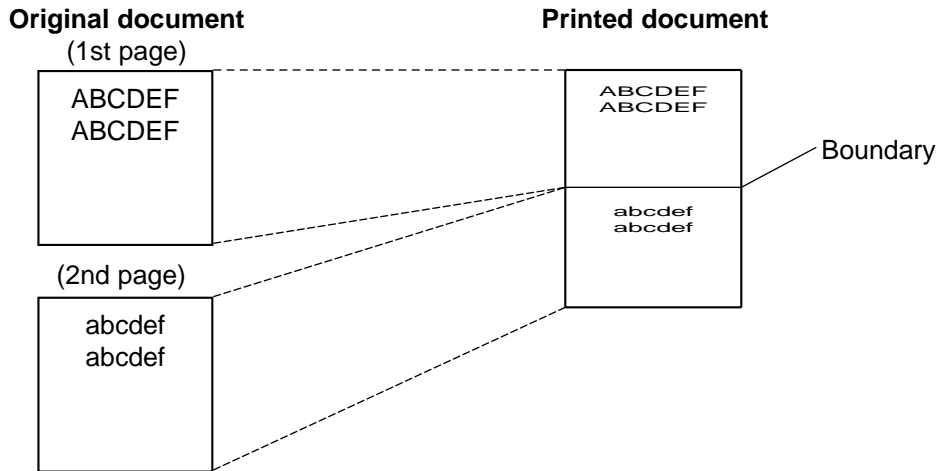 Original document
(1st page)
ABCDEF
ABCDEF
(2nd page)
abcdef
abcdef
Printed document
ABCDEF
ABCDEF
abcdef
abcdef
Boundary